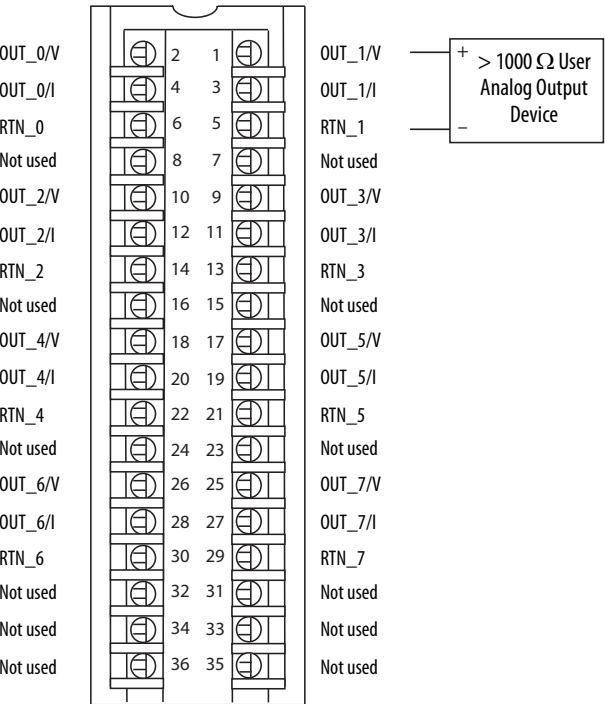 OUT_0/V 2 1 OUT_1/V + > 1000 Ω User
OUT_0/I 4 3 OUT_1/I Analog Output
RTN_0 6 5 RTN_1 – Device
Not used 8 7 Not used
OUT_2/V 10 9 OUT_3/V
OUT_2/I 12 11 OUT_3/I
RTN_2 14 13 RTN_3
Not used 16 15 Not used
OUT_4/V 18 17 OUT_5/V
OUT_4/I 20 19 OUT_5/I
RTN_4 22 21 RTN_5
Not used 24 23 Not used
OUT_6/V 26 25 OUT_7/V
OUT_6/I 28 27 OUT_7/I
RTN_6 30 29 RTN_7
Not used 32 31 Not used
Not used 34 33 Not used
Not used 36 35 Not used